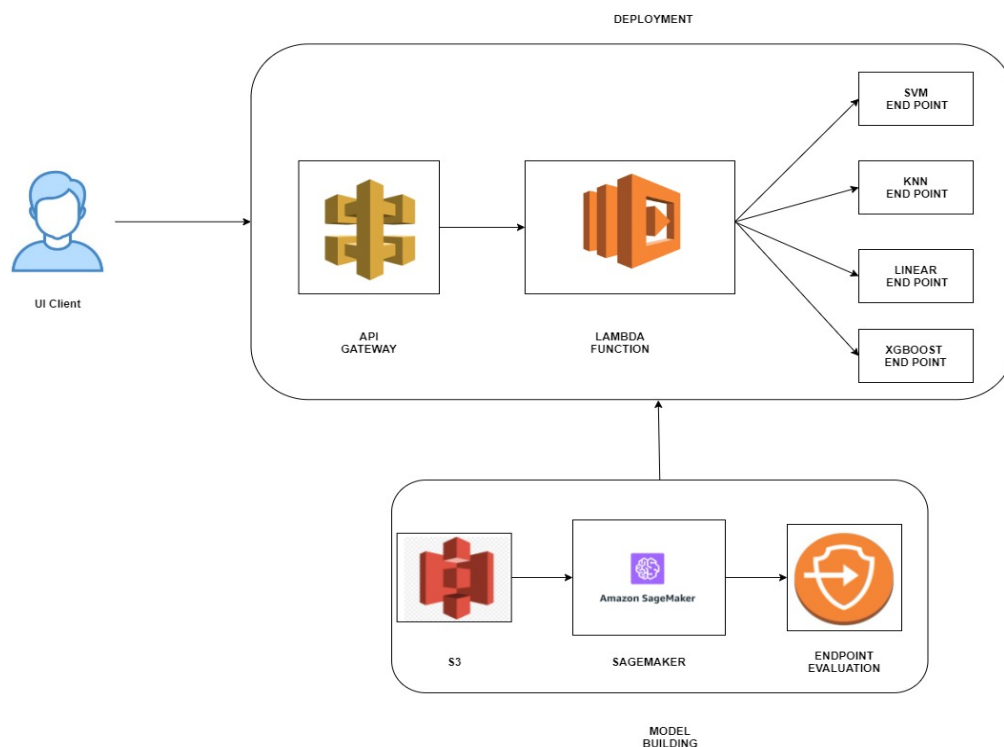 DEPLOYMENT
SVM
END POINT
KNN
END POINT
LINEAR
END POINT
XGBOOST
END POINT
UI Client
API
GATEWAY
LAMBDA
FUNCTION
Amazon SageMaker
S3
SAGEMAKER
ENDPOINT
EVALUATION
MODEL
BUILDING